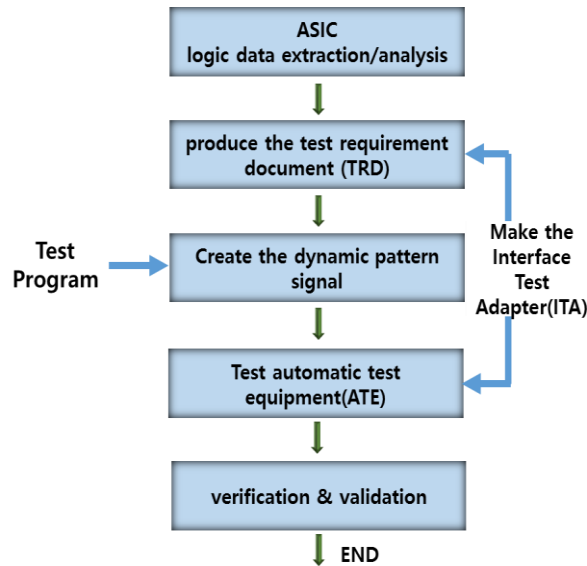 ASIC
logic data extraction/analysis
produce the test requirement
document (TRD)
Make the
Interface
Test
Adapter(ITA)
Test
Program
Create the dynamic pattern
signal
Test automatic test
equipment(ATE)
verification & validation
END